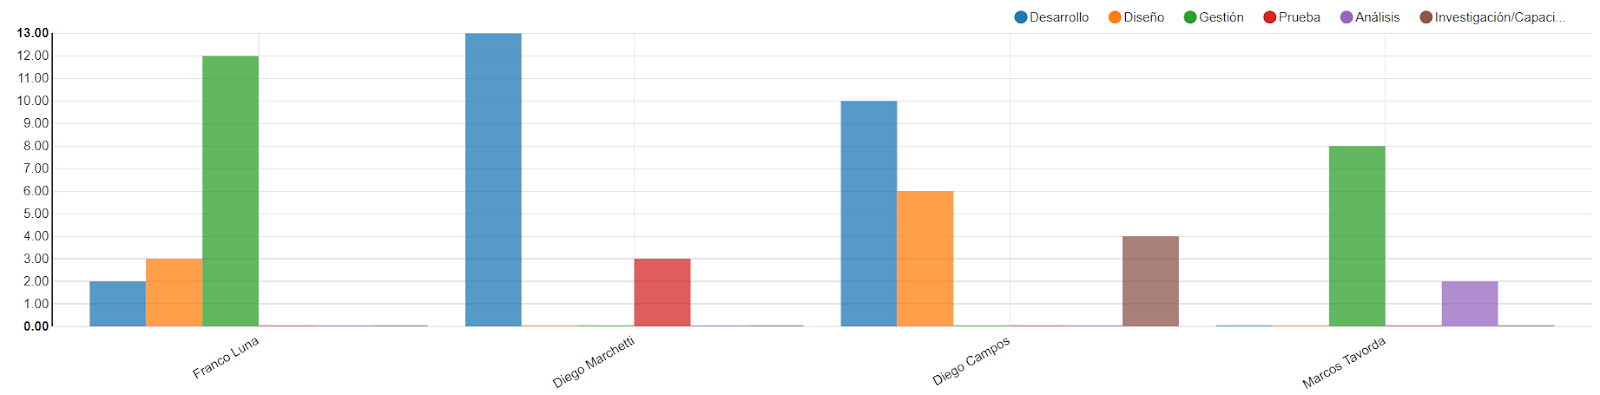 Desarrollo Diseño Gestión Prueba Análisis Investigación/Capaci...
13.00
12.00
11.00
10.00
9.00
8.00
7.00
6.00
5.00
4.00
3.00
2.00
1.00
0.00
Franco Luna
Diego Marchetti
Diego Campos
Marcos Tavorda